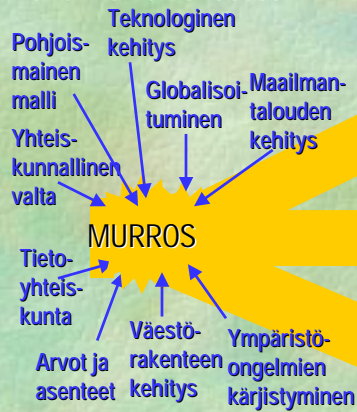 Teknologinen
kehitys
Pohjois-
mainen
malli
Globalisoi-
tuminen
Maailman-
talouden
kehitys
Yhteis-
kunnallinen
valta
MURROS
Tieto-
yhteis-
kunta
Arvot ja
asenteet
Väestö-
rakenteen
kehitys
Ympäristö-
ongelmien
kärjistyminen